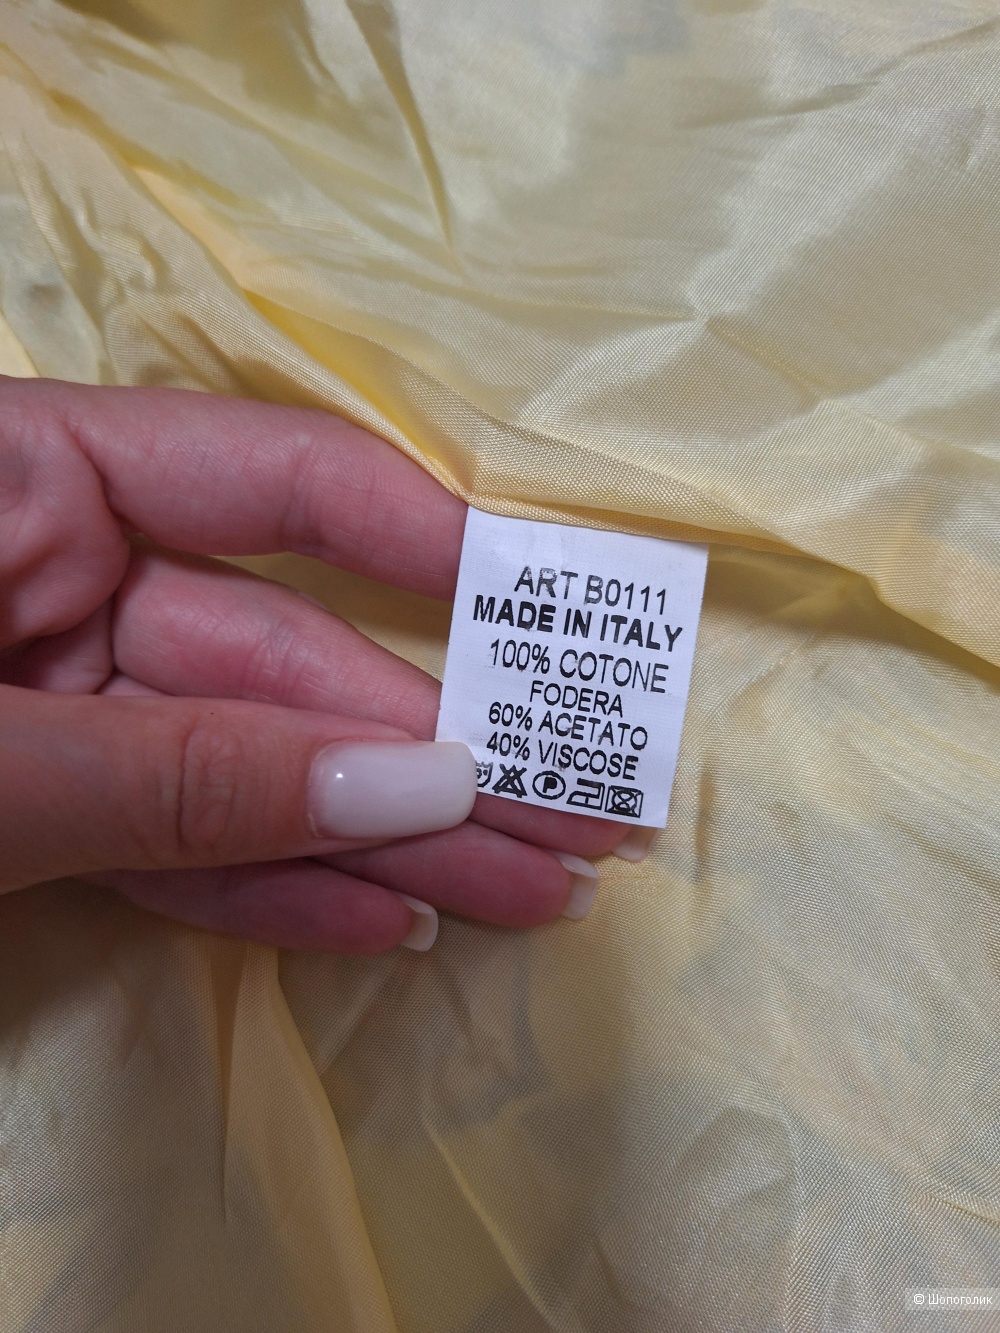 ART B0111
MADE IN ITALY
100% COTONE
FODERA
60% ACETATO
40% VISCOSE
P
© Шопоголик